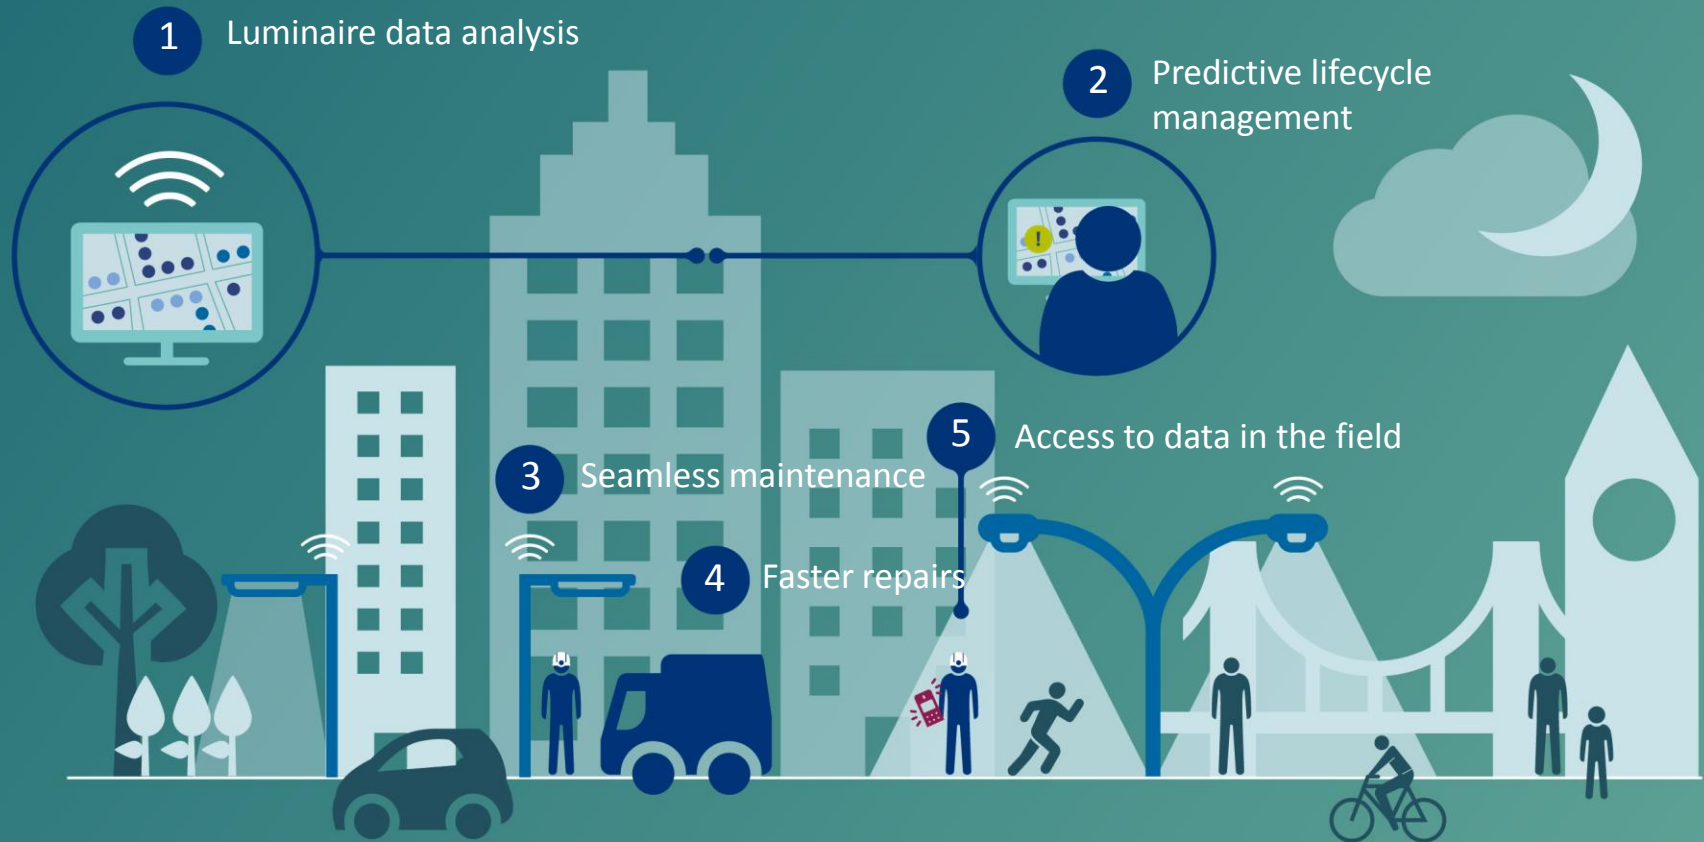 1
Luminaire data analysis
2
Predictive lifecycle
management
!
3
Seamless maintenance
4
Faster repairs
5
Access to data in the field